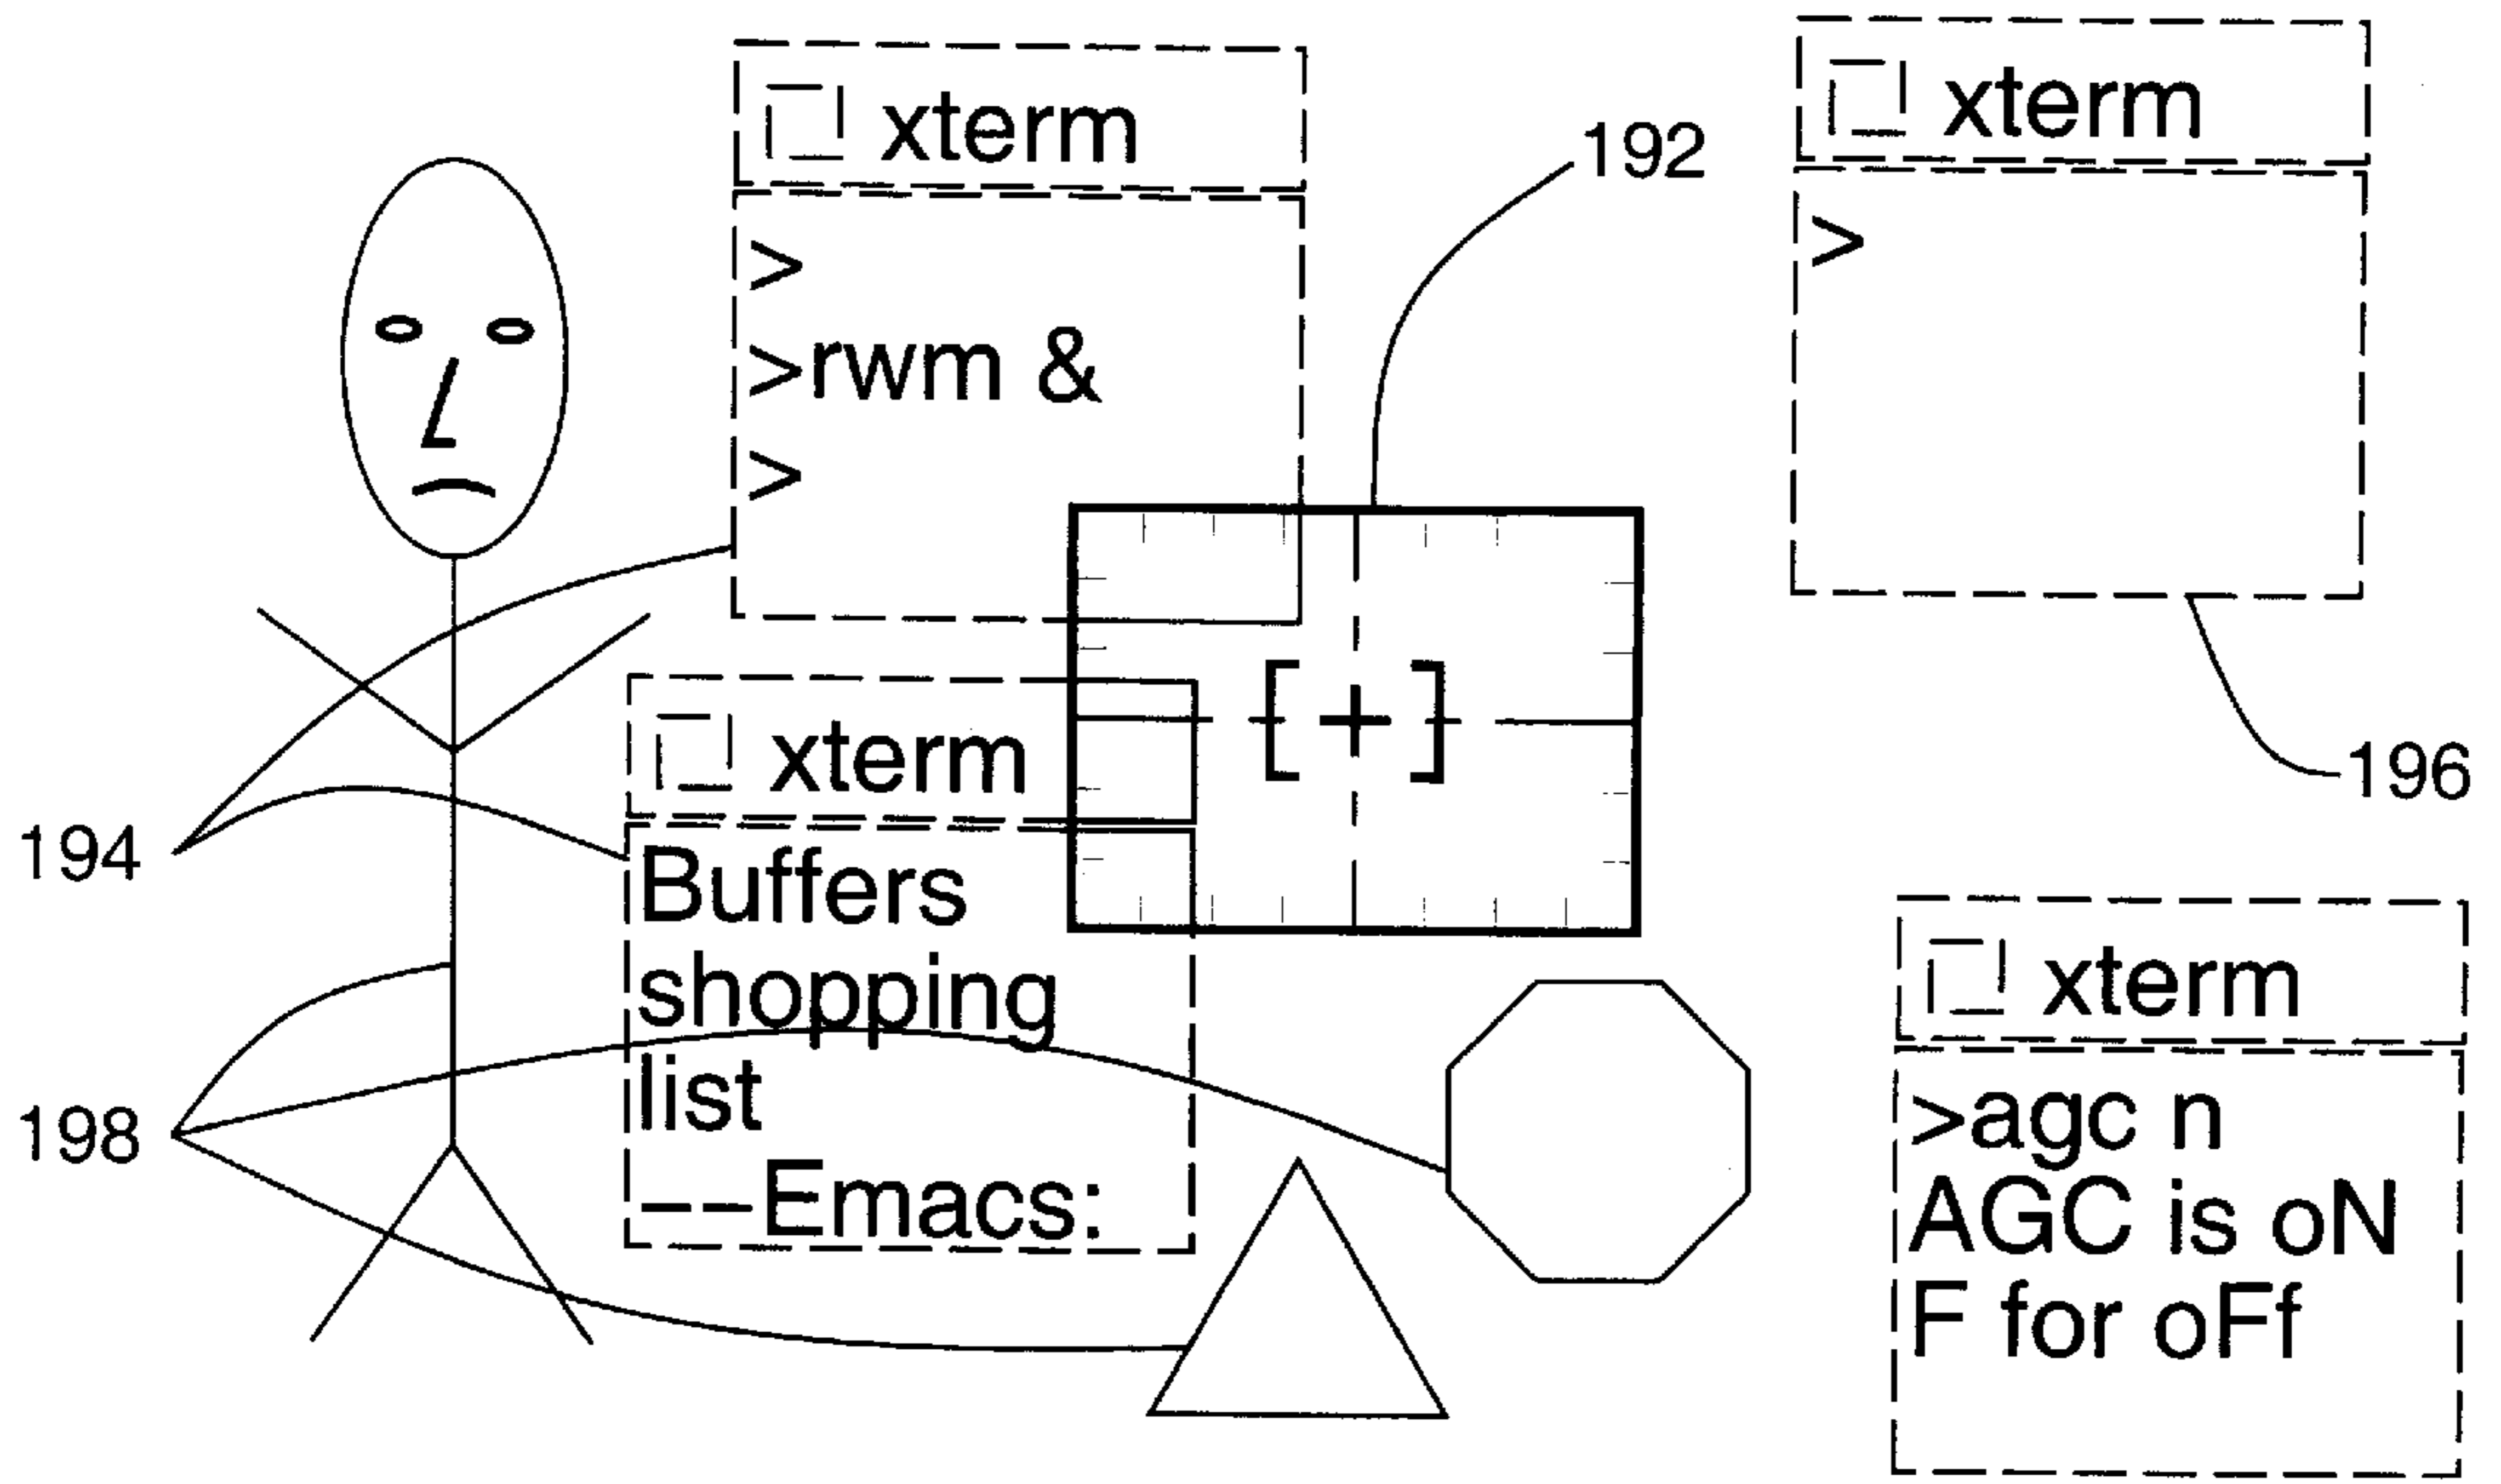 xterm
>
>rwm &
>
192
xterm
>
196
194
xterm
Buffers
shopping
list
––Emacs:
198
xterm
>agc n
AGC is oN
F for oFf